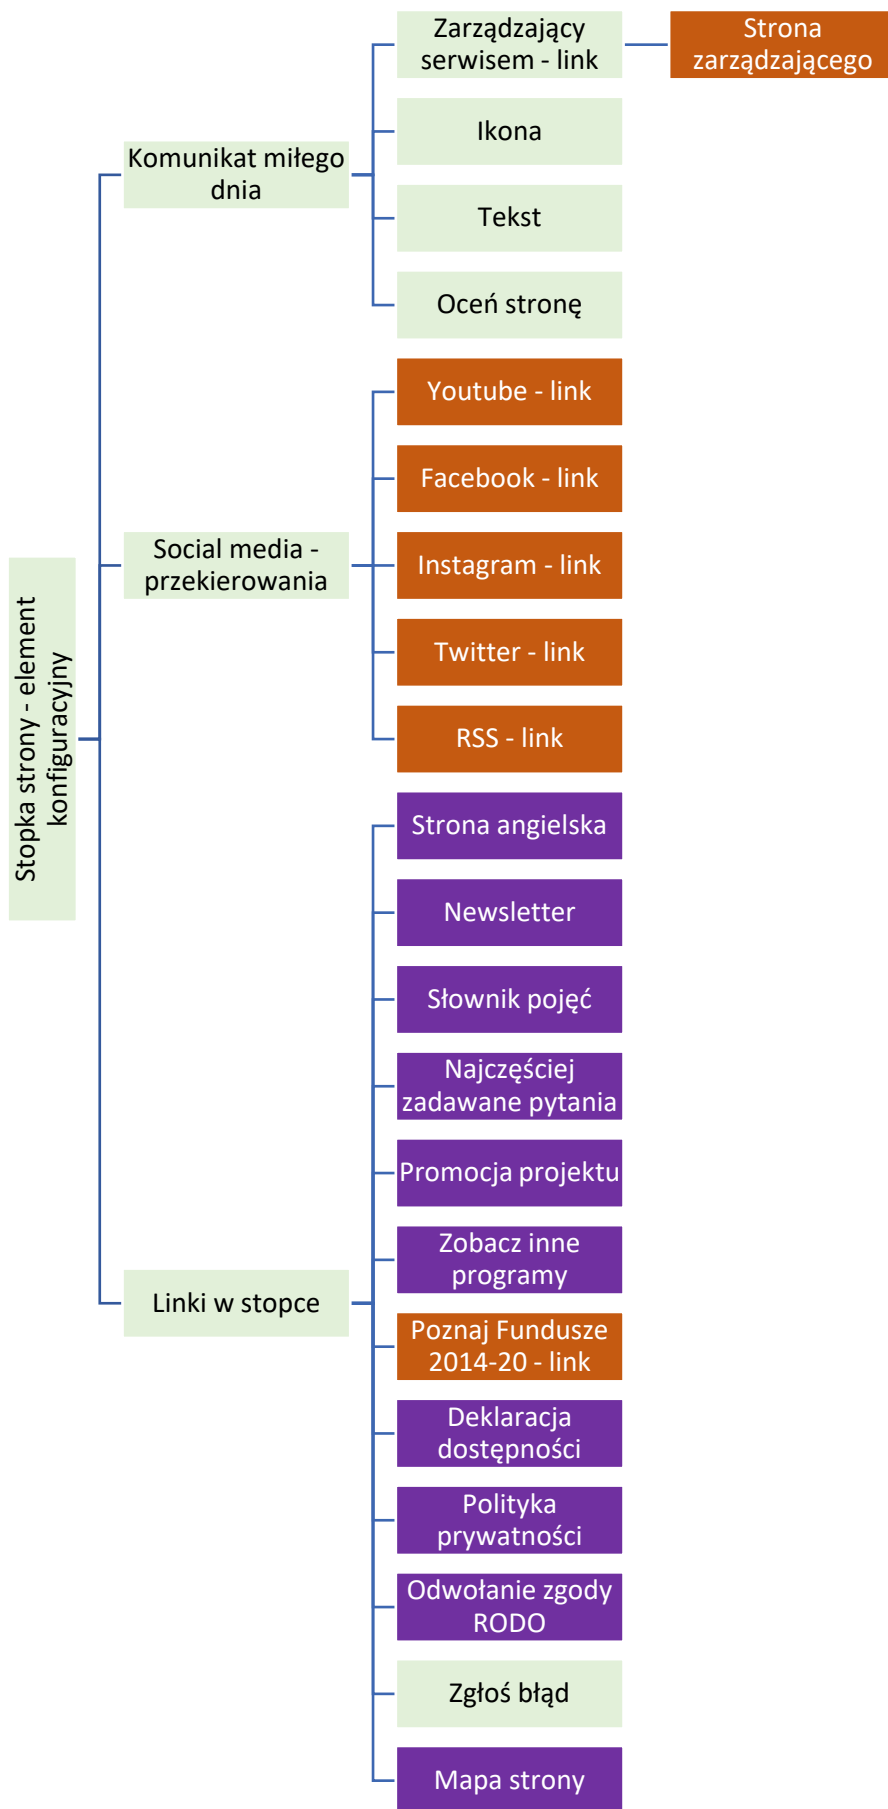 Zarządzający
serwisem - link
Strona
zarządzającego
Ikona
Komunikat miłego
dnia
Tekst
Oceń stronę
Youtube - link
Facebook - link
Social media -
przekierowania
Instagram - link
Twitter - link
RSS - link
Stopka strony - element
konfiguracyjny
Strona angielska
Newsletter
Słownik pojęć
Najczęściej
zadawane pytania
Promocja projektu
Zobacz inne
programy
Linki w stopce
Poznaj Fundusze
2014-20 - link
Deklaracja
dostępności
Polityka
prywatności
Odwołanie zgody
RODO
Zgłoś błąd
Mapa strony